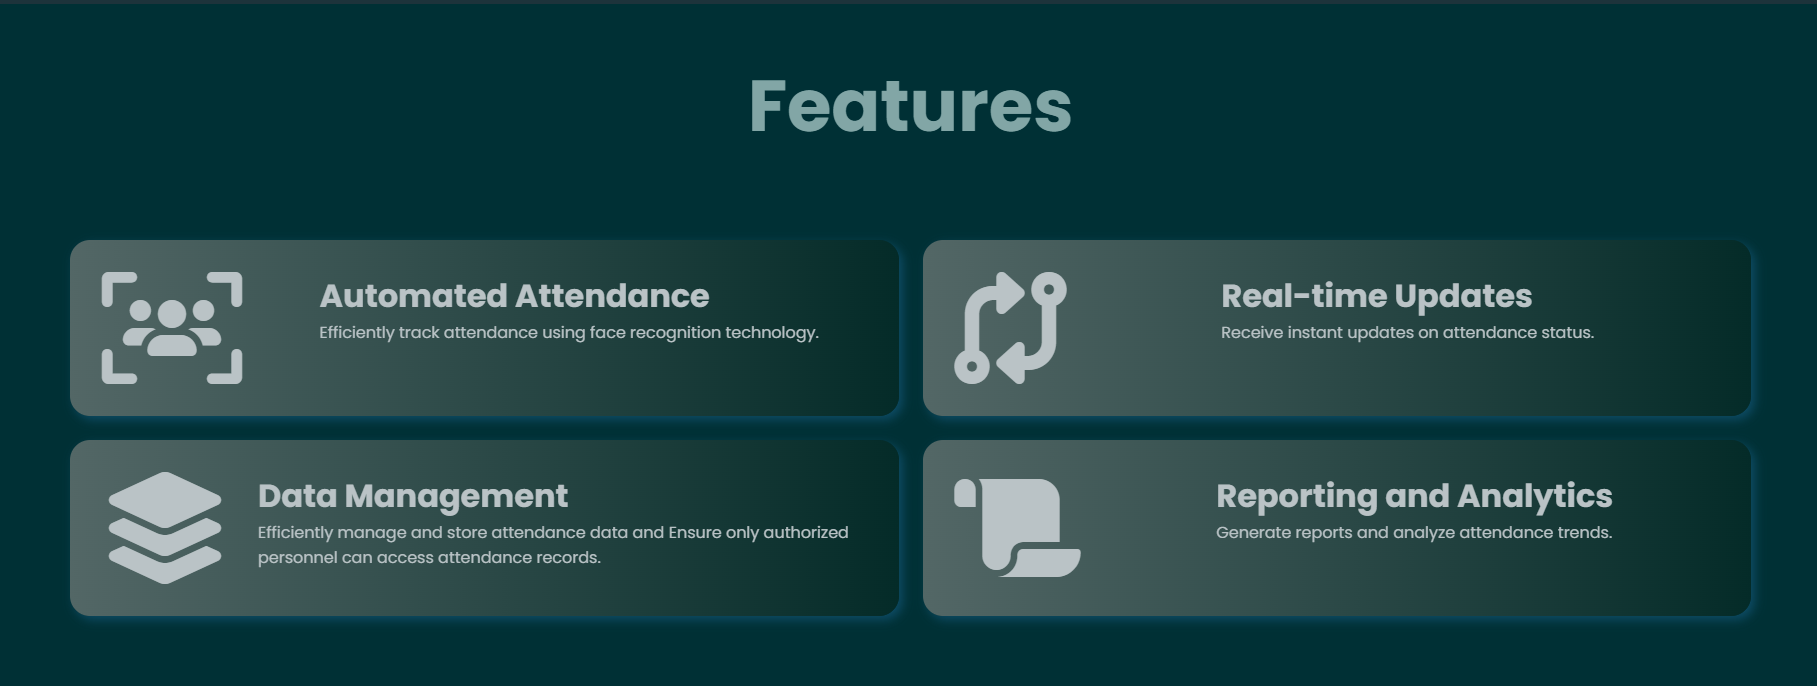 Features
Automated Attendance
Efficiently track attendance using face recognition technology.
Real-time Updates
Receive instant updates on attendance status.
Data Management
Efficiently manage and store attendance data and Ensure only authorized
personnel can access attendance records.
Reporting and Analytics
Generate reports and analyze attendance trends.